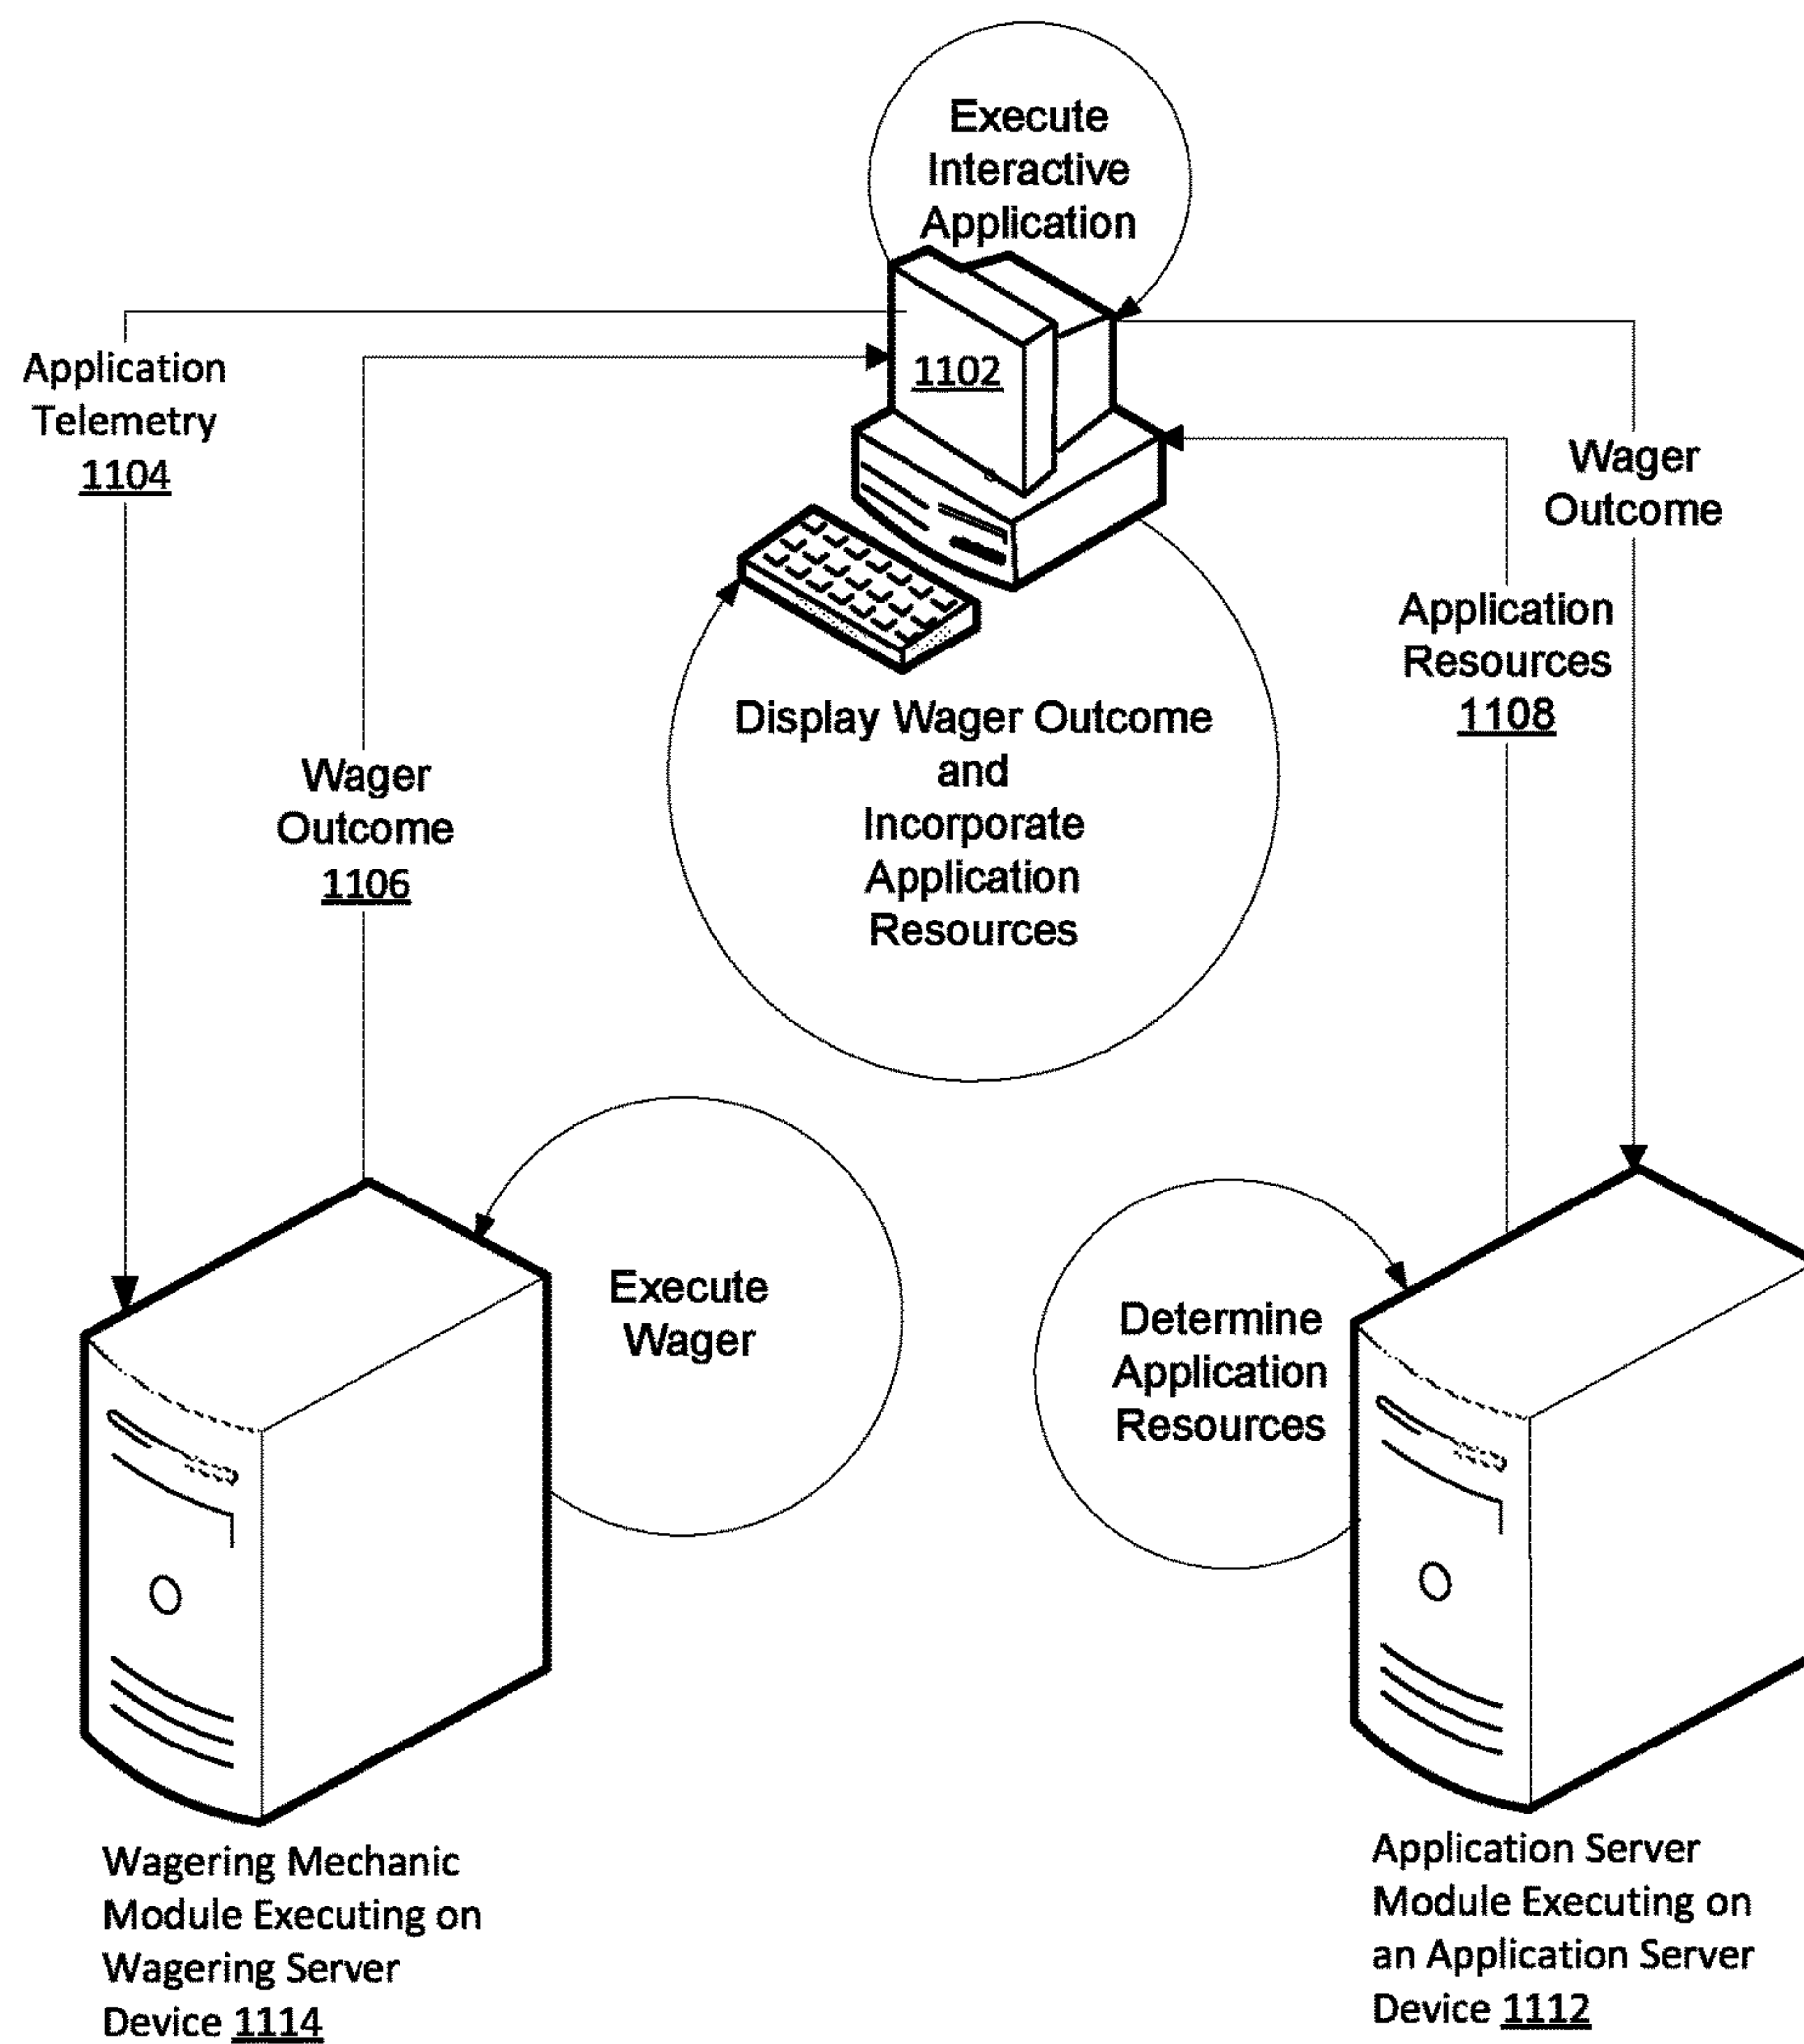 Execute
Interactive
Application
1102
Application
Telemetry
1104
Wager
Outcome
1106
Wager
Outcome
Application
Resources
1108
Display Wager Outcome
and
Incorporate
Application
Resources
Execute
Wager
Determine
Application
Resources
Wagering Mechanic
Module Executing on
Wagering Server
Device 1114
Application Server
Module Executing on
an Application Server
Device 1112